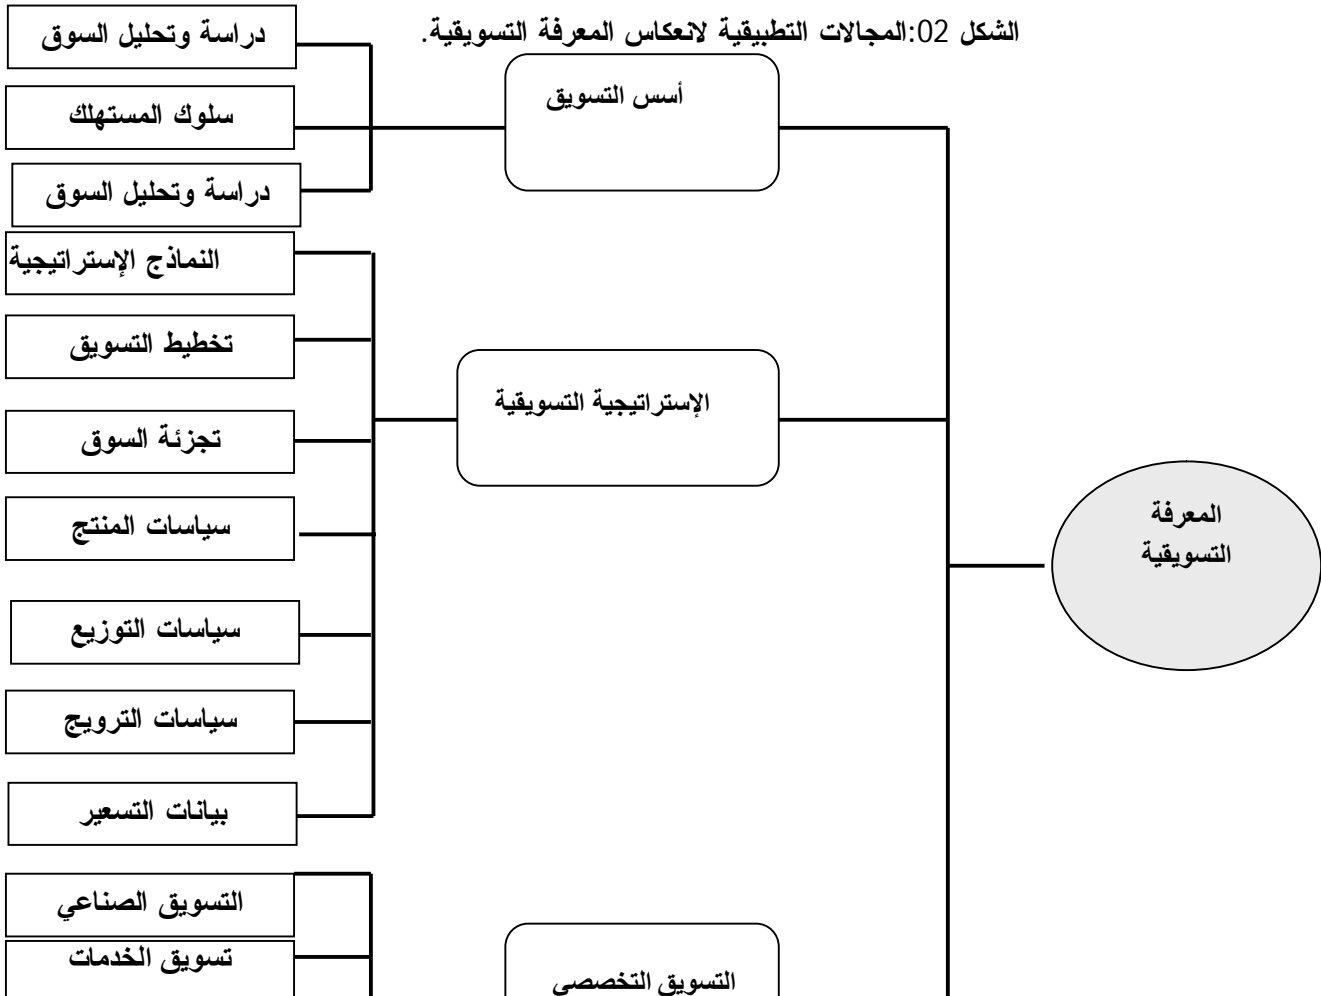 الشكل 02:المجالات التطبيقية لانعكاس المعرفة التسويقية.
المعرفة
التسويقية
أسس التسويق
دراسة وتحليل السوق
سلوك المستهلك
دراسة وتحليل السوق
الإستراتيجية التسويقية
النماذج الإستراتيجية
تخطيط التسويق
تجزئة السوق
سياسات المنتج
سياسات التوزيع
سياسات الترويج
بيانات التسعير
التسويق التخصصي
التسويق الصناعي
تسويق الخدمات